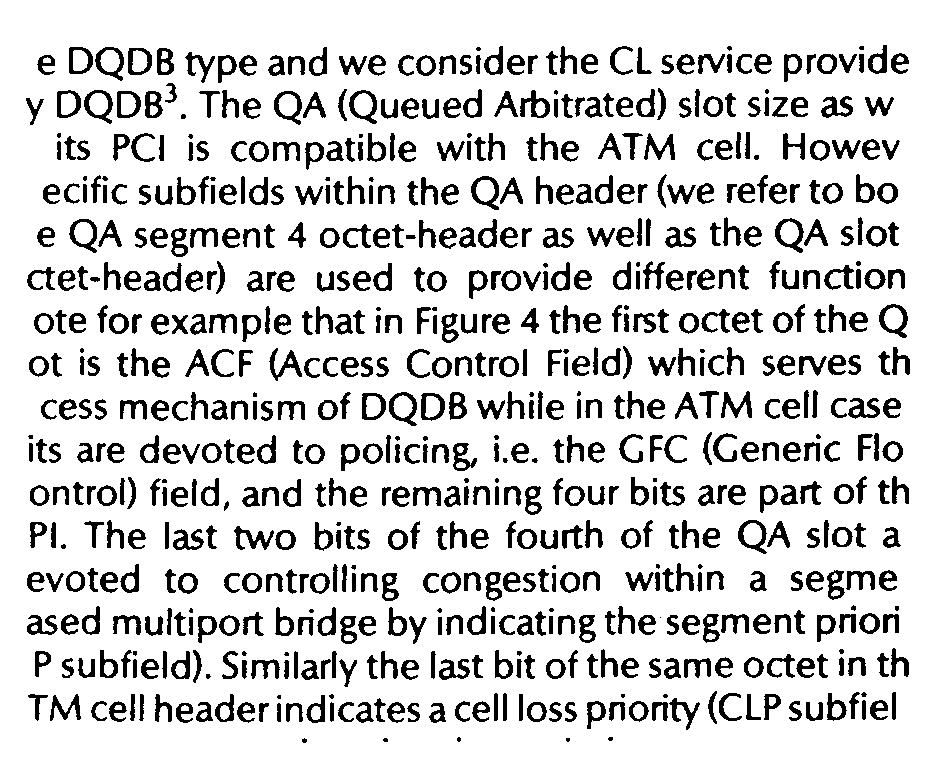 e DQDB type and we consider the CL service provide
y DQDB³. The QA (Queued Arbitrated) slot size as w
its PCI is compatible with the ATM cell. Howev
ecific subfields within the QA header (we refer to bo
e QA segment 4 octet-header as well as the QA slot
ctet-header) are used to provide different function
ote for example that in Figure 4 the first octet of the Q
ot is the ACF (Access Control Field) which serves th
cess mechanism of DQDB while in the ATM cell case
its are devoted to policing, i.e. the GFC (Generic Flo
ontrol) field, and the remaining four bits are part of th
PI. The last two bits of the fourth of the QA slot a
evoted to controlling congestion within a segme
ased multiport bridge by indicating the segment priori
P subfield). Similarly the last bit of the same octet in th
TM cell header indicates a cell loss priority (CLP subfiel